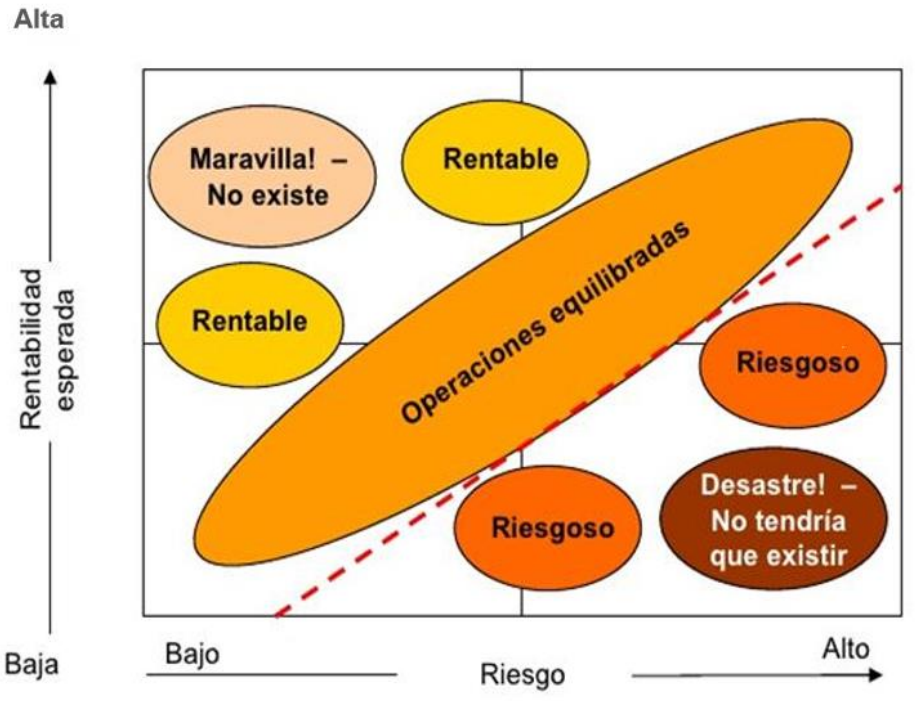 Alta
Maravilla! –
No existe
Rentable
Rentable
Operaciones equilibradas
Riesgoso
Riesgoso
Desastre! –
No tendría
que existir
Rentabilidad
esperada
Baja
Bajo
Riesgo
Alto